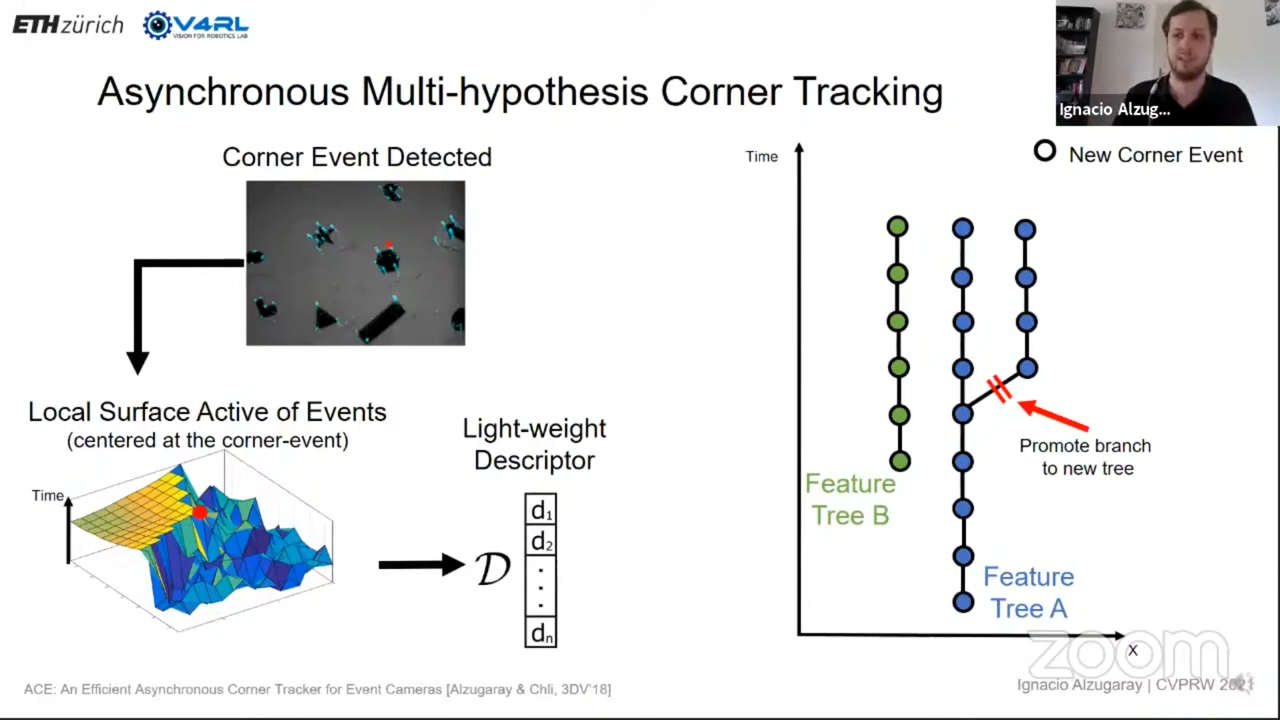 ETH zürich
V4RL
VISION FOR ROBOTICS LAB
Ignacio Alzug...
Asynchronous Multi-hypothesis Corner Tracking
Corner Event Detected
Local Surface Active of Events
(centered at the corner-event)
Time
Light-weight
Descriptor
𝒟
d1
d2
⋮
dn
Time
New Corner Event
Promote branch
to new tree
Feature
Tree B
Feature
Tree A
X
zoom
ACE: An Efficient Asynchronous Corner Tracker for Event Cameras [Alzugaray & Chli, 3DV'18]
Ignacio Alzugaray | CVPRW 2021